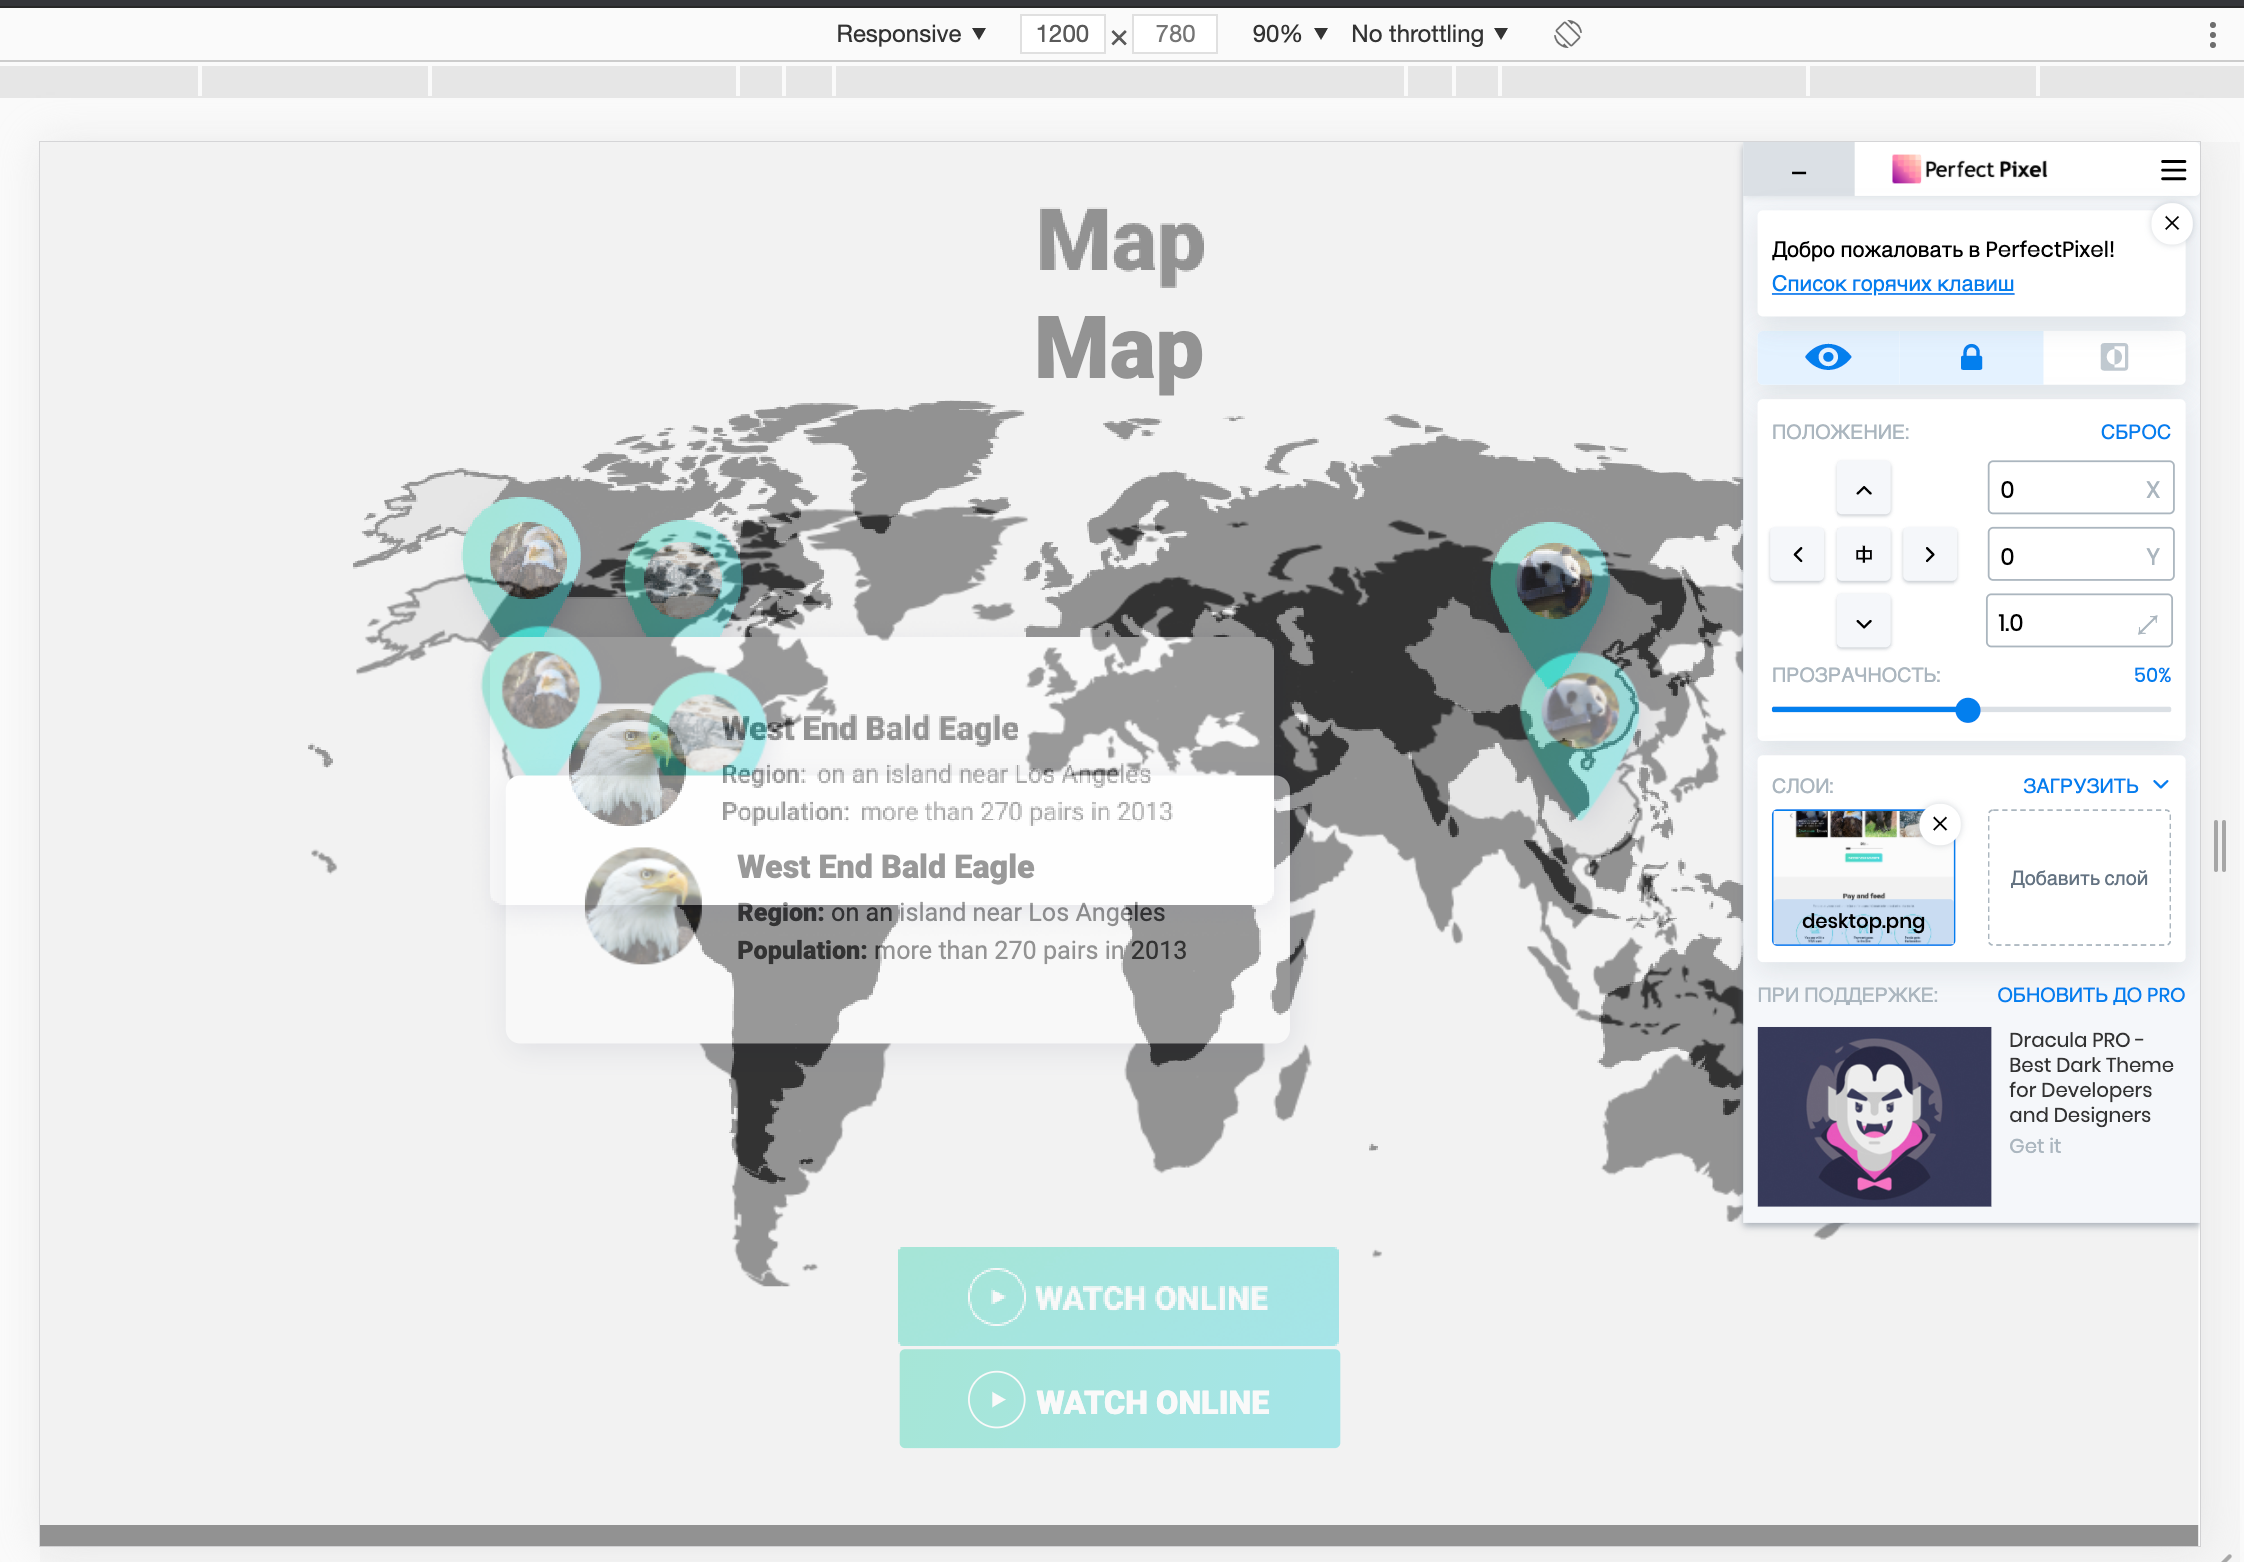 Responsive ▼ 1200 × 780 90% ▼ No throttling ▼
Map
Map
West End Bald Eagle
Region: on an island near Los Angeles
Population: more than 270 pairs in 2013
West End Bald Eagle
Region: on an island near Los Angeles
Population: more than 270 pairs in 2013
WATCH ONLINE
WATCH ONLINE
Perfect Pixel
Добро пожаловать в PerfectPixel!
Список горячих клавиш
ПОЛОЖЕНИЕ: СБРОС
0 X
0 Y
1.0
ПРОЗРАЧНОСТЬ: 50%
СЛОИ: ЗАГРУЗИТЬ
Pay and feed
desktop.png
Добавить слой
ПРИ ПОДДЕРЖКЕ: ОБНОВИТЬ ДО PRO
Dracula PRO -
Best Dark Theme
for Developers
and Designers
Get it